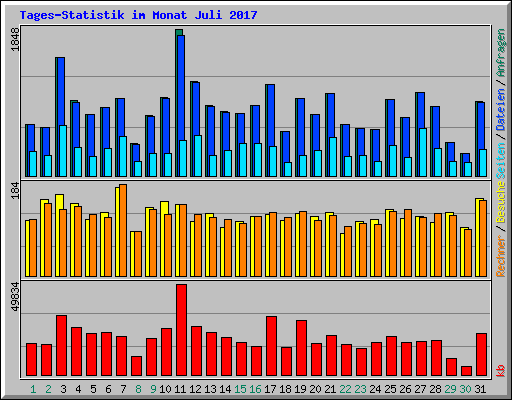 Tages-Statistik im Monat Juli 2017
1848
184
49834
Rechner / Besuche Seiten / Dateien / Anfragen
kb
1 2 3 4 5 6 7 8 9 10 11 12 13 14 15 16 17 18 19 20 21 22 23 24 25 26 27 28 29 30 31